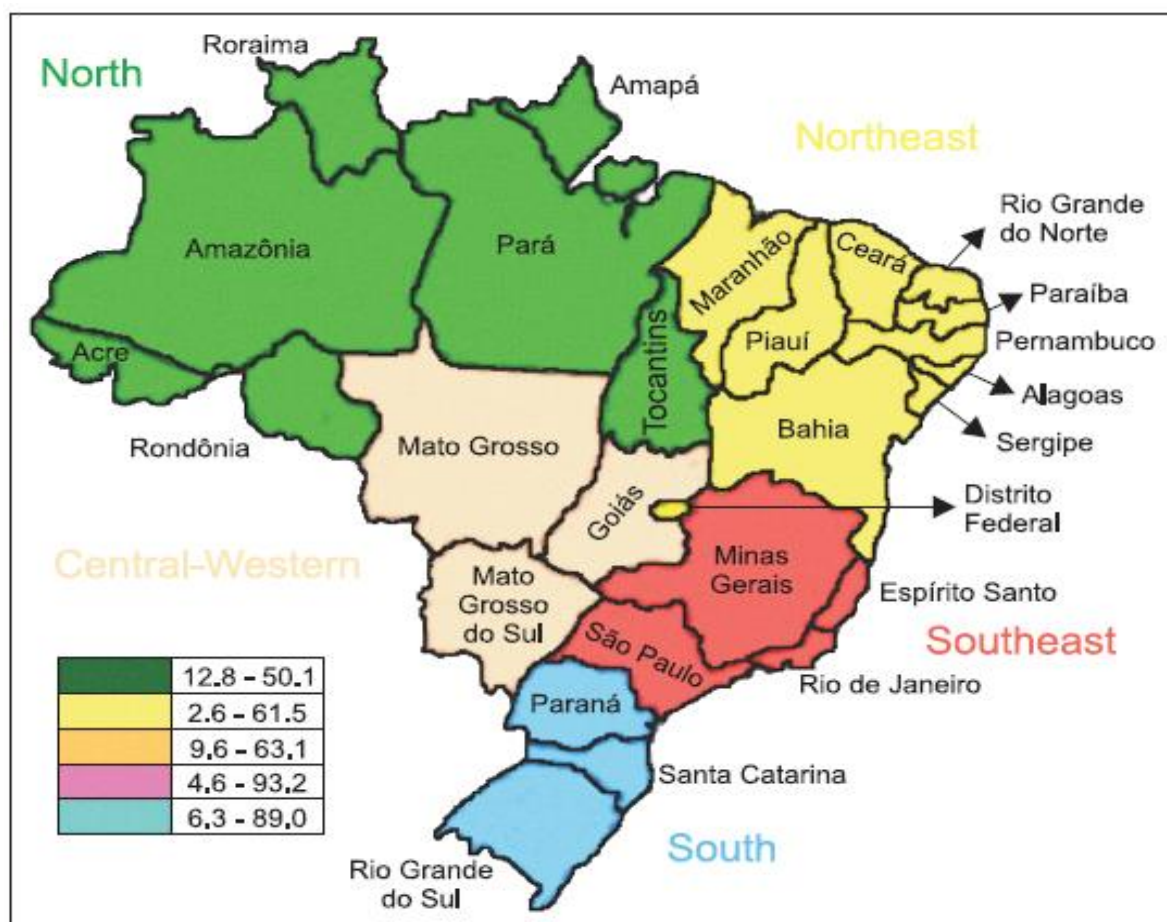 Roraima
North
Amapá
Northeast
Rio Grande
do Norte
Ceará
Maranhão
Amazônia
Pará
Paraíba
Piauí
Pernambuco
Acre
Tocantins
Alagoas
Bahia
Sergipe
Rondônia
Mato Grosso
Distrito
Federal
Goiás
Central-Western
Minas
Gerais
Mato
Grosso
do Sul
Espírito Santo
São Paulo
Southeast
Rio de Janeiro
12.8 - 50.1
2.6 - 61.5
9.6 - 63.1
4.6 - 93.2
6.3 - 89.0
Paraná
Santa Catarina
South
Rio Grande
do Sul